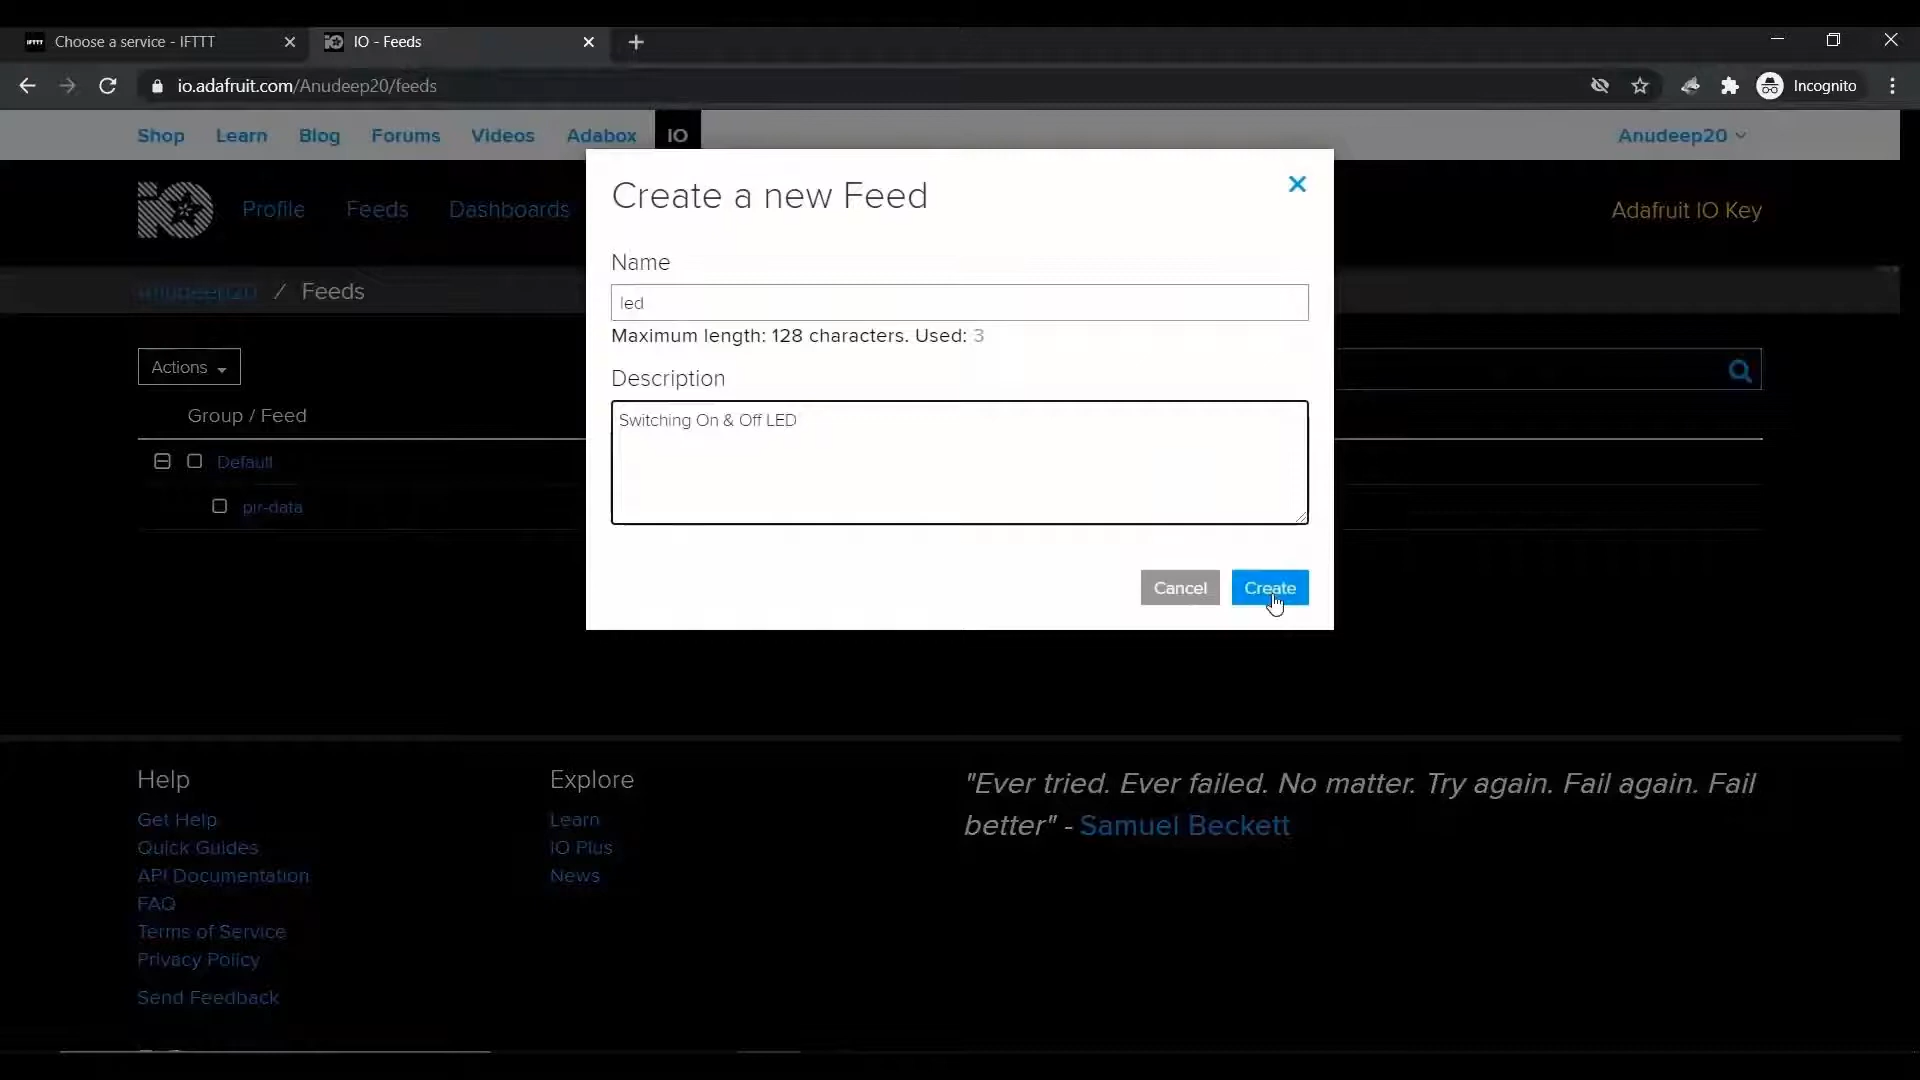 IFTTT Choose a service - IFTTT
IO - Feeds
io.adafruit.com/Anudeep20/feeds
Incognito
Shop Learn Blog Forums Videos Adabox IO
Anudeep20
Profile Feeds Dashboards
Adafruit IO Key
Anudeep20 / Feeds
Create a new Feed
Name
led
Maximum length: 128 characters. Used: 3
Description
Switching On & Off LED
Cancel Create
Actions
Group / Feed
Default
pir-data
Help
Get Help
Quick Guides
API Documentation
FAQ
Terms of Service
Privacy Policy
Send Feedback
Explore
Learn
IO Plus
News
"Ever tried. Ever failed. No matter. Try again. Fail again. Fail
better" - Samuel Beckett